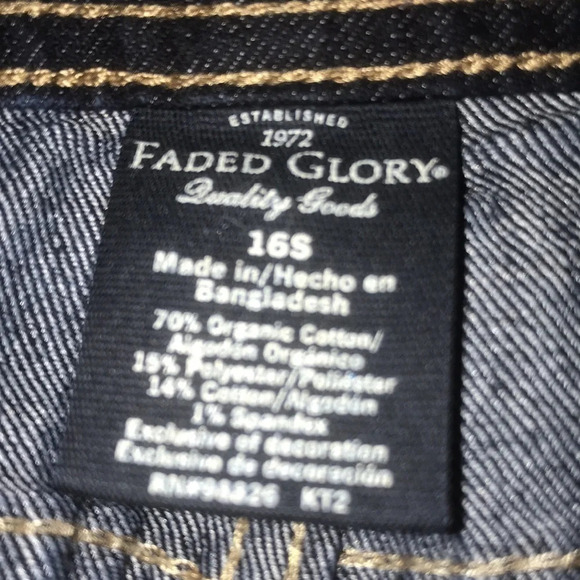 ESTABLISHED
1972
FADED GLORY®
Quality Goods
16S
Made in/Hecho en
Bangladesh
70% Organic Cotton/
Algodón Orgánico
15% Polyester/Poliéster
14% Cotton/Algodón
1% Spandex
Exclusive of decoration
Exclusive de decoración
KT2